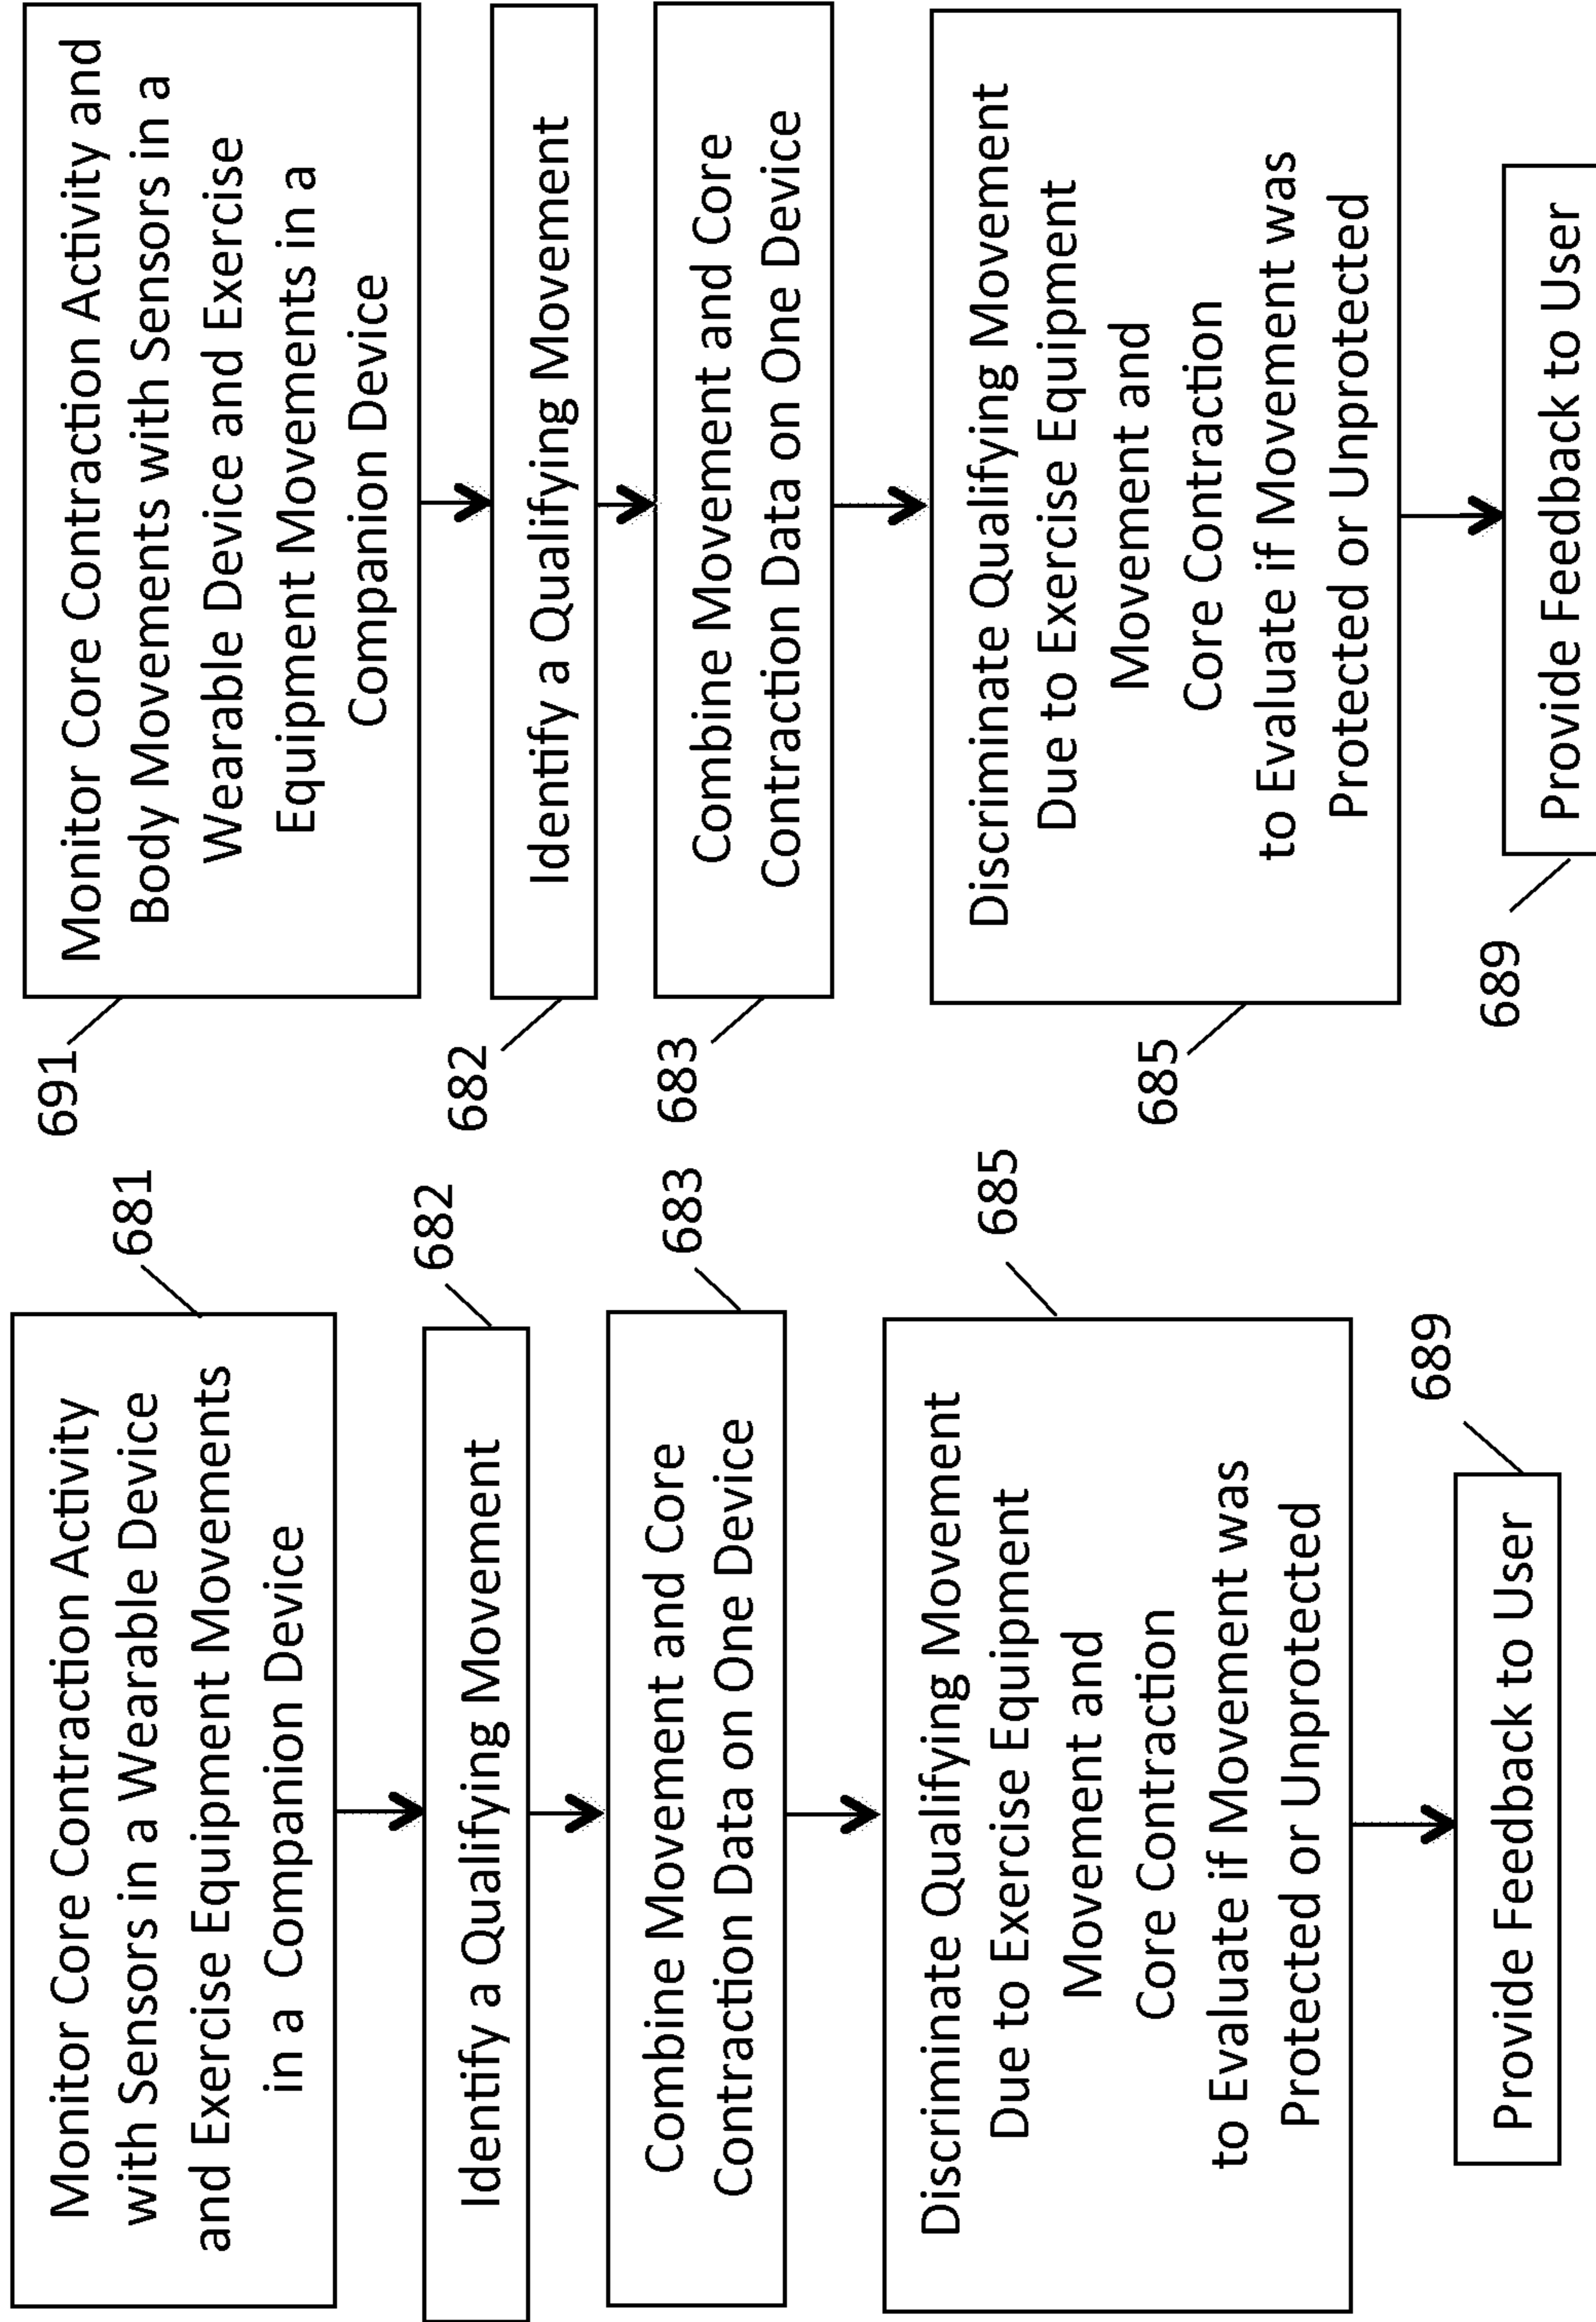 Monitor Core Contraction Activity
with Sensors in a Wearable Device
and Exercise Equipment Movements
in a Companion Device
681
Identify a Qualifying Movement
682
Combine Movement and Core
Contraction Data on One Device
683
Discriminate Qualifying Movement
Due to Exercise Equipment
Movement and
Core Contraction
to Evaluate if Movement was
Protected or Unprotected
685
Provide Feedback to User
689
691
Monitor Core Contraction Activity and
Body Movements with Sensors in a
Wearable Device and Exercise
Equipment Movements in a
Companion Device
682
Identify a Qualifying Movement
683
Combine Movement and Core
Contraction Data on One Device
685
Discriminate Qualifying Movement
Due to Exercise Equipment
Movement and
Core Contraction
to Evaluate if Movement was
Protected or Unprotected
689
Provide Feedback to User